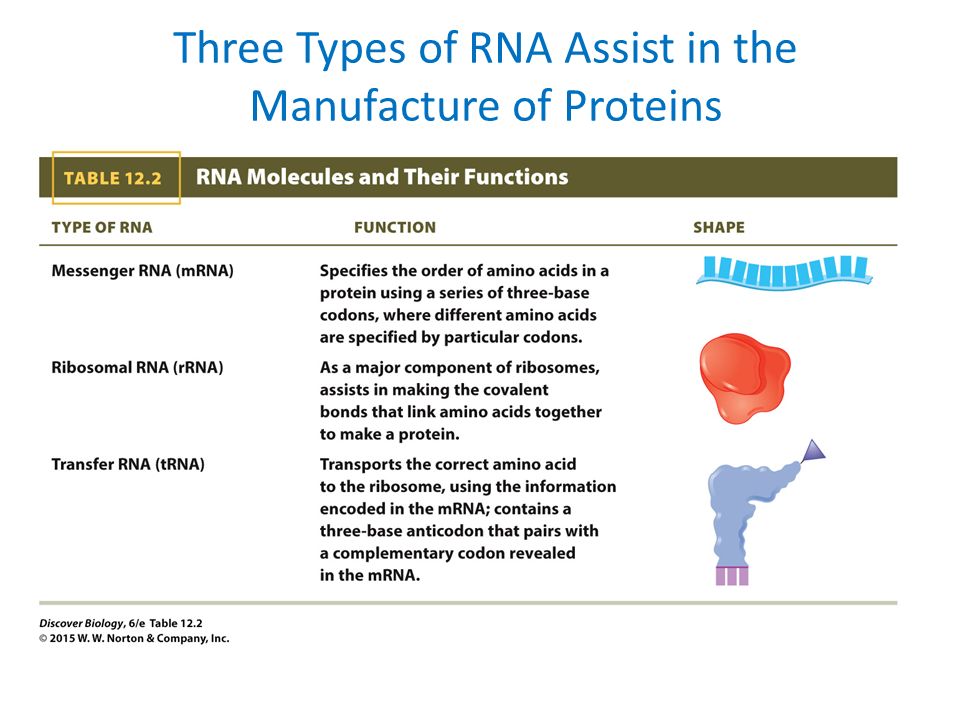 Three Types of RNA Assist in the
Manufacture of Proteins
TABLE 12.2 RNA Molecules and Their Functions
TYPE OF RNA FUNCTION SHAPE
Messenger RNA (mRNA) Specifies the order of amino acids in a
protein using a series of three-base
codons, where different amino acids
are specified by particular codons.
Ribosomal RNA (rRNA) As a major component of ribosomes,
assists in making the covalent
bonds that link amino acids together
to make a protein.
Transfer RNA (tRNA) Transports the correct amino acid
to the ribosome, using the information
encoded in the mRNA; contains a
three-base anticodon that pairs with
a complementary codon revealed
in the mRNA.
Discover Biology, 6/e Table 12.2
© 2015 W. W. Norton & Company, Inc.